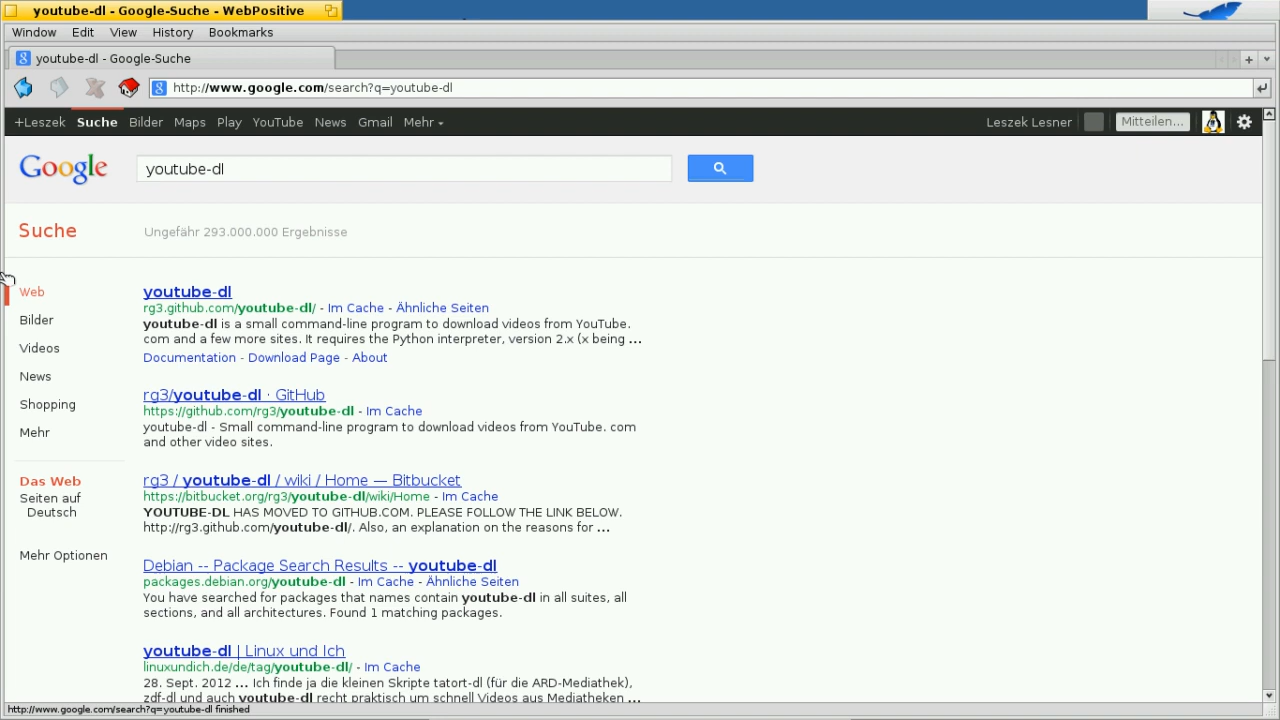 youtube-dl - Google-Suche - WebPositive
Window Edit View History Bookmarks
youtube-dl - Google-Suche
http://www.google.com/search?q=youtube-dl
+Leszek Suche Bilder Maps Play YouTube News Gmail Mehr Leszek Lesner Mitteilen...
Google youtube-dl
Suche Ungefähr 293.000.000 Ergebnisse
Web
Bilder
Videos
News
Shopping
Mehr
Das Web
Seiten auf
Deutsch
Mehr Optionen
youtube-dl
rg3.github.com/youtube-dl/ - Im Cache - Ähnliche Seiten
youtube-dl is a small command-line program to download videos from YouTube.
com and a few more sites. It requires the Python interpreter, version 2.x (x being ...
Documentation - Download Page - About
rg3/youtube-dl · GitHub
https://github.com/rg3/youtube-dl - Im Cache
youtube-dl - Small command-line program to download videos from YouTube. com
and other video sites.
rg3 / youtube-dl / wiki / Home — Bitbucket
https://bitbucket.org/rg3/youtube-dl/wiki/Home - Im Cache
YOUTUBE-DL HAS MOVED TO GITHUB.COM. PLEASE FOLLOW THE LINK BELOW.
http://rg3.github.com/youtube-dl/. Also, an explanation on the reasons for ...
Debian -- Package Search Results -- youtube-dl
packages.debian.org/youtube-dl - Im Cache - Ähnliche Seiten
You have searched for packages that names contain youtube-dl in all suites, all
sections, and all architectures. Found 1 matching packages.
youtube-dl | Linux und Ich
linuxundich.de/de/tag/youtube-dl/ - Im Cache
28. Sept. 2012 ... Ich finde ja die kleinen Skripte tatort-dl (für die ARD-Mediathek),
zdf-dl und auch youtube-dl recht praktisch um schnell Videos aus Mediatheken ...
http://www.google.com/search?q=youtube-dl finished